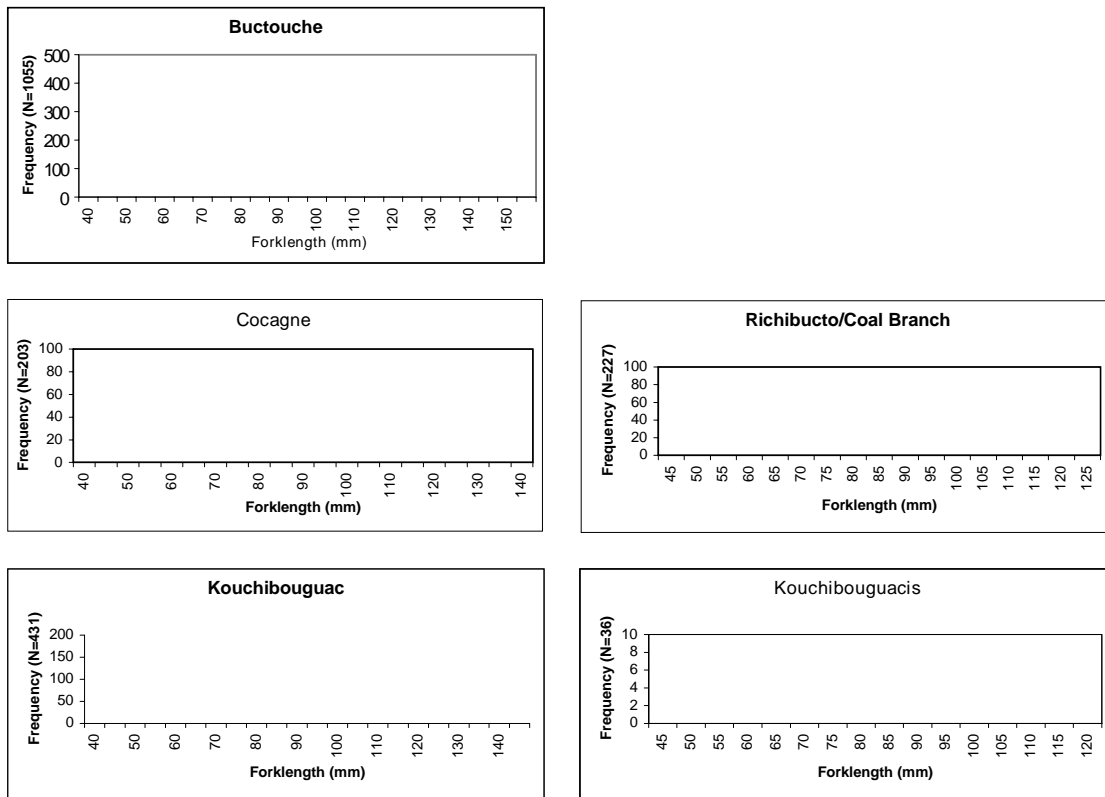 Buctouche
Frequency (N=1055)
500
400
300
200
100
0
40 50 60 70 80 90 100 110 120 130 140 150
Forklength (mm)
Cocagne
Frequency (N=203)
100
80
60
40
20
0
40 50 60 70 80 90 100 110 120 130 140
Forklength (mm)
Richibucto/Coal Branch
Frequency (N=227)
100
80
60
40
20
0
45 50 55 60 65 70 75 80 85 90 95 100 105 110 115 120 125
Forklength (mm)
Kouchibouguac
Frequency (N=431)
200
150
100
50
0
40 50 60 70 80 90 100 110 120 130 140
Forklength (mm)
Kouchibouguacis
Frequency (N=36)
10
8
6
4
2
0
45 50 55 60 65 70 75 80 85 90 95 100 105 110 115 120
Forklength (mm)